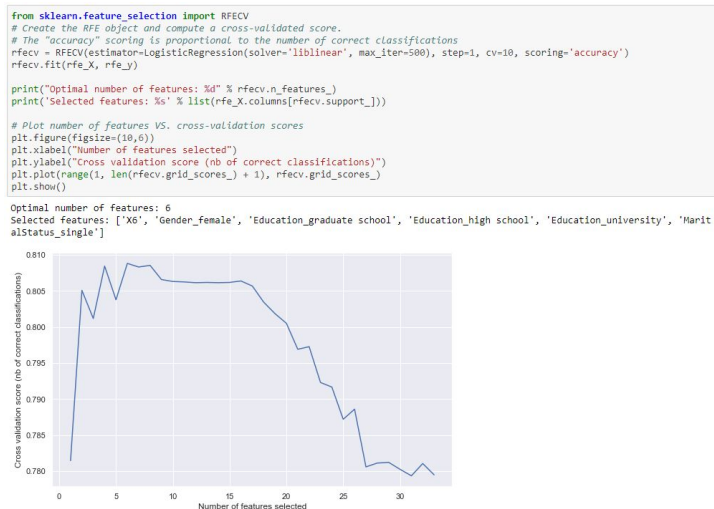 from sklearn.feature_selection import RFECV
# Create the RFE object and compute a cross-validated score.
# The "accuracy" scoring is proportional to the number of correct classifications
rfecv = RFECV(estimator=LogisticRegression(solver='liblinear', max_iter=500), step=1, cv=10, scoring='accuracy')
rfecv.fit(rfe_X, rfe_y)

print("Optimal number of features: %d" % rfecv.n_features_)
print('Selected features: %s' % list(rfe_X.columns[rfecv.support_]))

# Plot number of features VS. cross-validation scores
plt.figure(figsize=(10,6))
plt.xlabel("Number of features selected")
plt.ylabel("Cross validation score (nb of correct classifications)")
plt.plot(range(1, len(rfecv.grid_scores_) + 1), rfecv.grid_scores_)
plt.show()

Optimal number of features: 6
Selected features: ['X6', 'Gender_female', 'Education_graduate school', 'Education_high school', 'Education_university', 'Marit
alStatus_single']

Cross validation score (nb of correct classifications)
0.810
0.805
0.800
0.795
0.790
0.785
0.780
0 5 10 15 20 25 30
Number of features selected